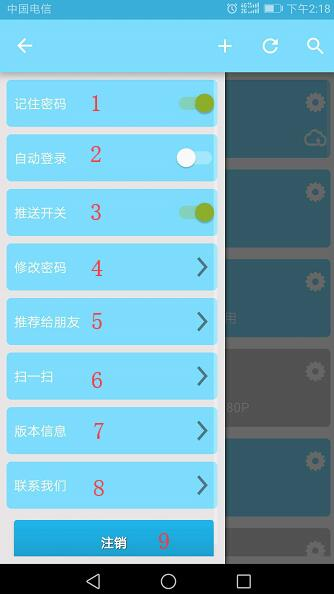 中国电信 下午2:18
记住密码 1
自动登录 2
推送开关 3
修改密码 4
推荐给朋友 5
用
扫一扫 6
80P
版本信息 7
联系我们 8
注销 9